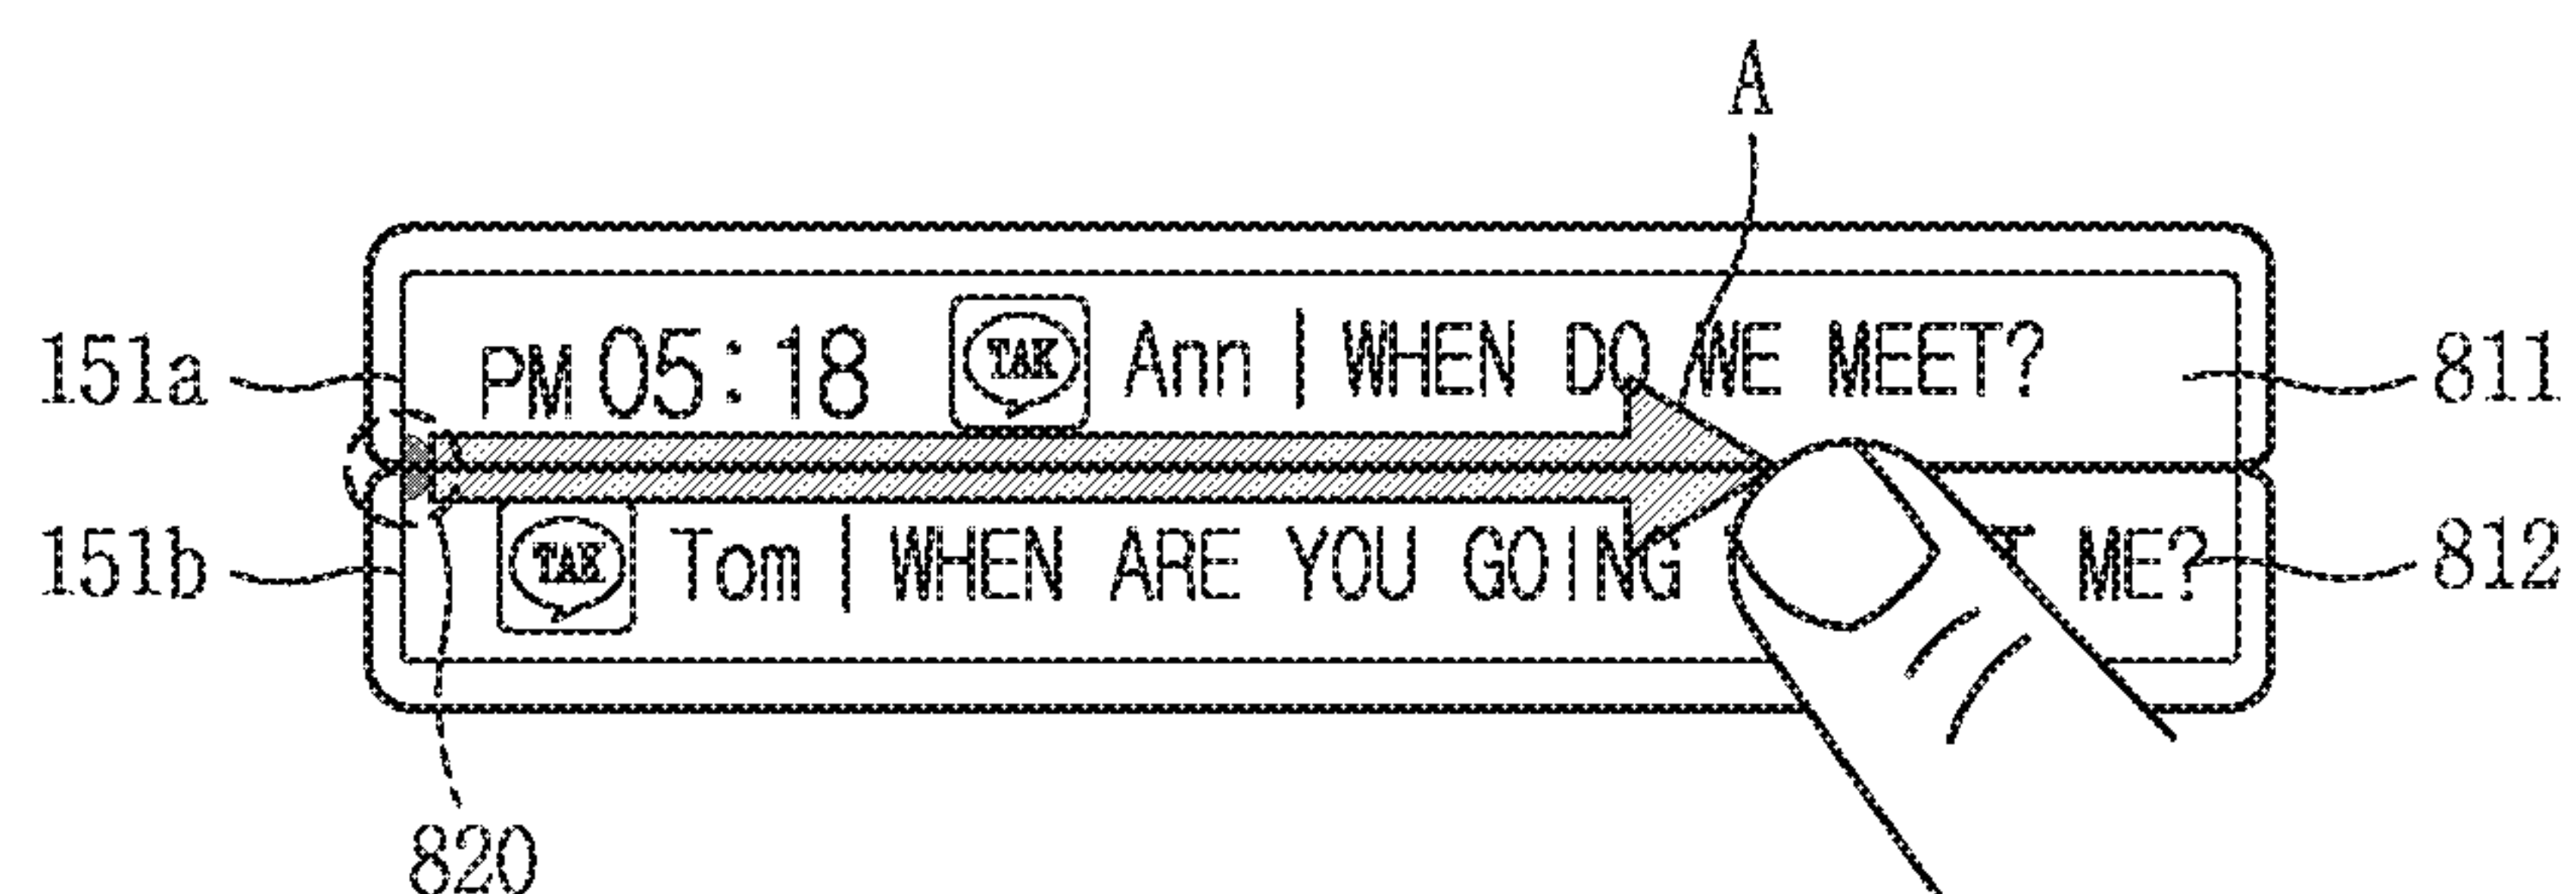 A
151a
PM 05:18 TAK Ann | WHEN DO WE MEET?
811
151b
TAK Tom | WHEN ARE YOU GOING ME?
812
820